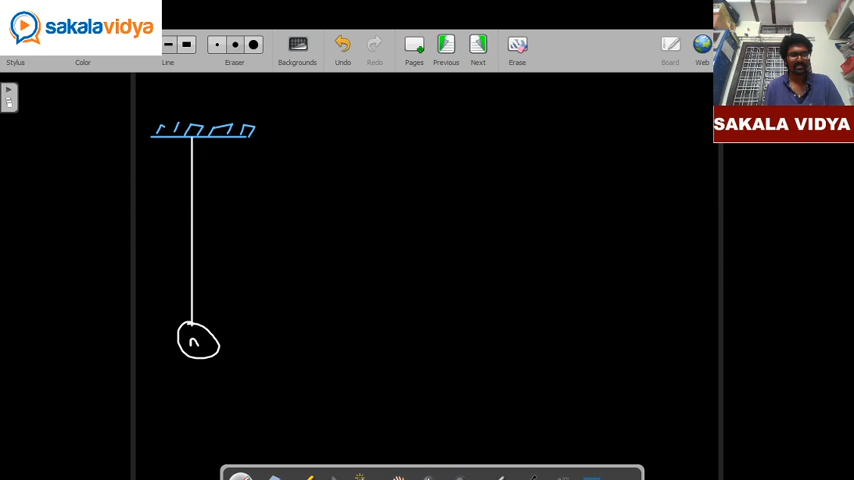 sakalavidya
Stylus Color Line Eraser Backgrounds Undo Redo Pages Previous Next Erase Board Web
SAKALA VIDYA
n